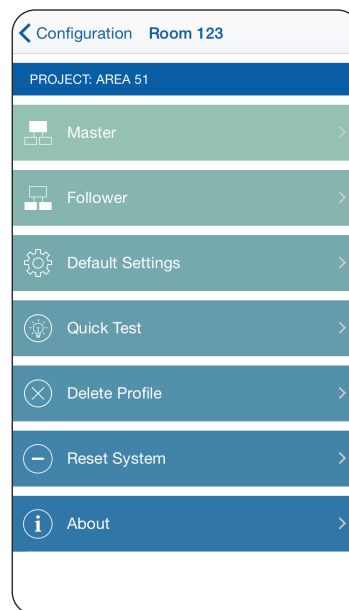 Configuration Room 123
PROJECT: AREA 51
Master
Follower
Default Settings
Quick Test
Delete Profile
Reset System
About